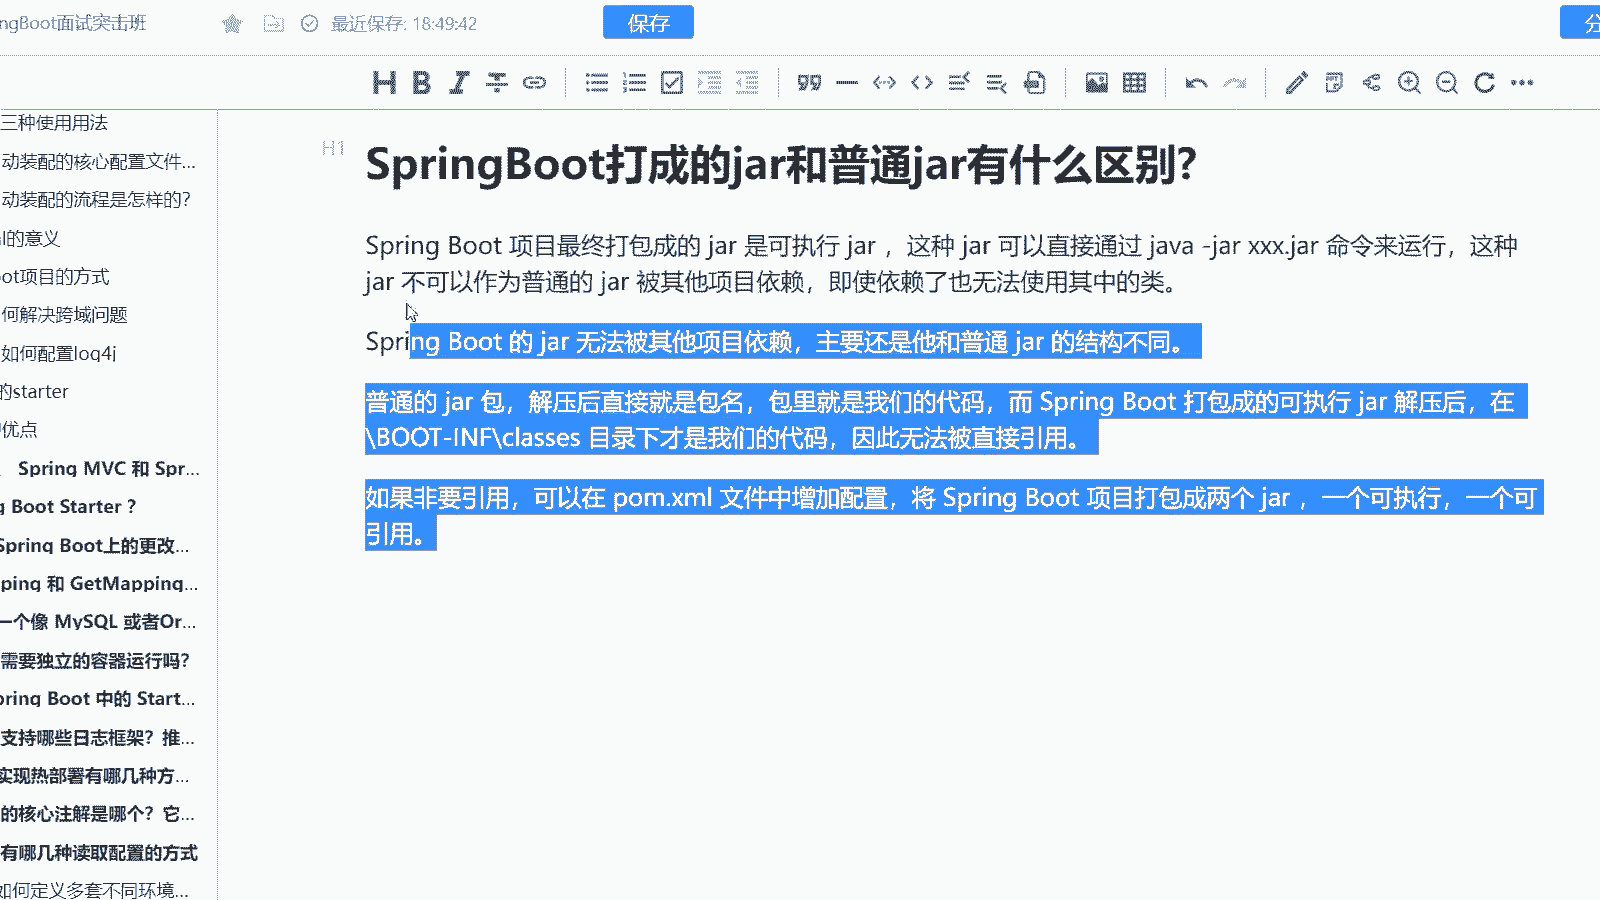 ngBoot面试突击班
最近保存: 18:49:42
保存
分
三种使用用法
动装配的核心配置文件...
动装配的流程是怎样的?
l的意义
ot项目的方式
何解决跨域问题
如何配置log4j
的starter
优点
Spring MVC 和 Spr...
g Boot Starter ?
Spring Boot上的更改...
ping 和 GetMapping...
一个像 MySQL 或者Or...
需要独立的容器运行吗?
pring Boot 中的 Start...
支持哪些日志框架? 推...
实现热部署有哪几种方...
的核心注解是哪个? 它...
有哪几种读取配置的方式
如何定义多套不同环境...
H1
SpringBoot打成的jar和普通jar有什么区别?
Spring Boot 项目最终打包成的 jar 是可执行 jar ，这种 jar 可以直接通过 java -jar xxx.jar 命令来运行，这种
jar 不可以作为普通的 jar 被其他项目依赖，即使依赖了也无法使用其中的类。
Spring Boot 的 jar 无法被其他项目依赖，主要还是他和普通 jar 的结构不同。
普通的 jar 包，解压后直接就是包名，包里就是我们的代码，而 Spring Boot 打包成的可执行 jar 解压后，在
\BOOT-INF\classes 目录下才是我们的代码，因此无法被直接引用。
如果非要引用，可以在 pom.xml 文件中增加配置，将 Spring Boot 项目打包成两个 jar ，一个可执行，一个可
引用。